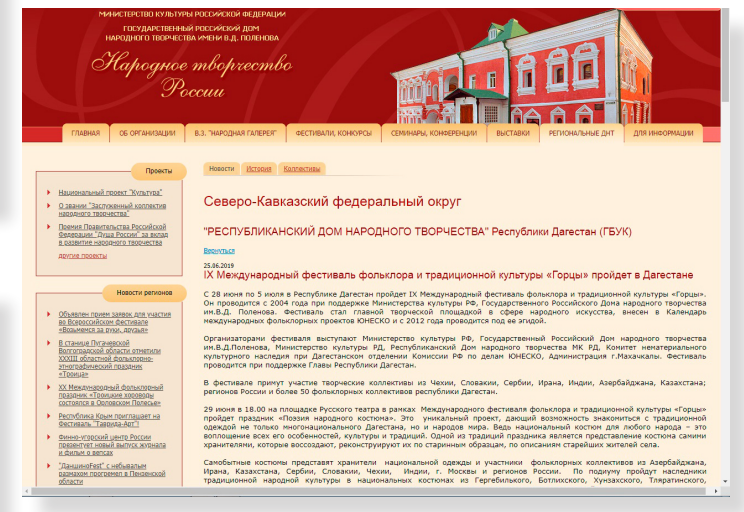 МИНИСТЕРСТВО КУЛЬТУРЫ РОССИЙСКОЙ ФЕДЕРАЦИИ
ГОСУДАРСТВЕННЫЙ РОССИЙСКИЙ ДОМ
НАРОДНОГО ТВОРЧЕСТВА ИМЕНИ В.Д. ПОЛЕНОВА
Народное творчество
России
ГЛАВНАЯ
ОБ ОРГАНИЗАЦИИ
В.З. "НАРОДНАЯ ГАЛЕРЕЯ"
ФЕСТИВАЛИ, КОНКУРСЫ
СЕМИНАРЫ, КОНФЕРЕНЦИИ
ВЫСТАВКИ
РЕГИОНАЛЬНЫЕ ДНТ
ДЛЯ ИНФОРМАЦИИ
Проекты
Национальный проект "Культура"
О звании "Заслуженный коллектив
народного творчества"
Премия Правительства Российской
Федерации "Душа России" за вклад
в развитие народного творчества
другие проекты
Новости регионов
Объявлен прием заявок для участия
во Всероссийском фестивале
«Возьмемся за руки, друзья»
В станице Пугачевской
Волгоградской области отметили
XXXIII областной фольклорно-
этнографический праздник
«Троица»
XX Международный фольклорный
праздник «Троицкие хороводы
состоялся в Орловском Полесье»
Республика Крым приглашает на
Фестиваль "Таврида-Арт"!
Финно-угорский центр России
презентует новый выпуск журнала
и фильм о вепсах
"ДаншиноFest" с небывалым
размахом прогремел в Пензенской
области
Новости История Коллективы
Северо-Кавказский федеральный округ
"РЕСПУБЛИКАНСКИЙ ДОМ НАРОДНОГО ТВОРЧЕСТВА" Республики Дагестан (ГБУК)
Вернуться
25.06.2019
IX Международный фестиваль фольклора и традиционной культуры «Горцы» пройдет в Дагестане
С 28 июня по 5 июля в Республике Дагестан пройдет IX Международный фестиваль фольклора и традиционной культуры «Горцы».
Он проводится с 2004 года при поддержке Министерства культуры РФ, Государственного Российского Дома народного творчества
им.В.Д. Поленова. Фестиваль стал главной творческой площадкой в сфере народного искусства, внесен в Календарь
международных фольклорных проектов ЮНЕСКО и с 2012 года проводится под ее эгидой.
Организаторами фестиваля выступают Министерство культуры РФ, Государственный Российский Дом народного творчества
им.В.Д.Поленова, Министерство культуры РД, Республиканский Дом народного творчества МК РД, Комитет нематериального
культурного наследия при Дагестанском отделении Комиссии РФ по делам ЮНЕСКО, Администрация г.Махачкалы. Фестиваль
проводится при поддержке Главы Республики Дагестан.
В фестивале примут участие творческие коллективы из Чехии, Словакии, Сербии, Ирана, Индии, Азербайджана, Казахстана;
регионов России и более 50 фольклорных коллективов республики Дагестан.
29 июня в 18.00 на площадке Русского театра в рамках Международного фестиваля фольклора и традиционной культуры «Горцы»
пройдет праздник «Поэзия народного костюма». Это уникальный проект, дающий возможность знакомиться с традиционной
одеждой не только многонационального Дагестана, но и народов мира. Ведь национальный костюм для любого народа – это
воплощение всех его особенностей, культуры и традиций. Одной из традиций праздника является представление костюма самими
хранителями, которые воссоздают, реконструируют их по старинным образцам, по описаниям старейших жителей села.
Самобытные костюмы представят хранители национальной одежды и участники фольклорных коллективов из Азербайджана,
Ирана, Казахстана, Сербии, Словакии, Чехии, Индии, г. Москвы и регионов России. По подиуму пройдут наследники
традиционной народной культуры в национальных костюмах из Гергебильского, Ботлихского, Хунзахского, Тляратинского,